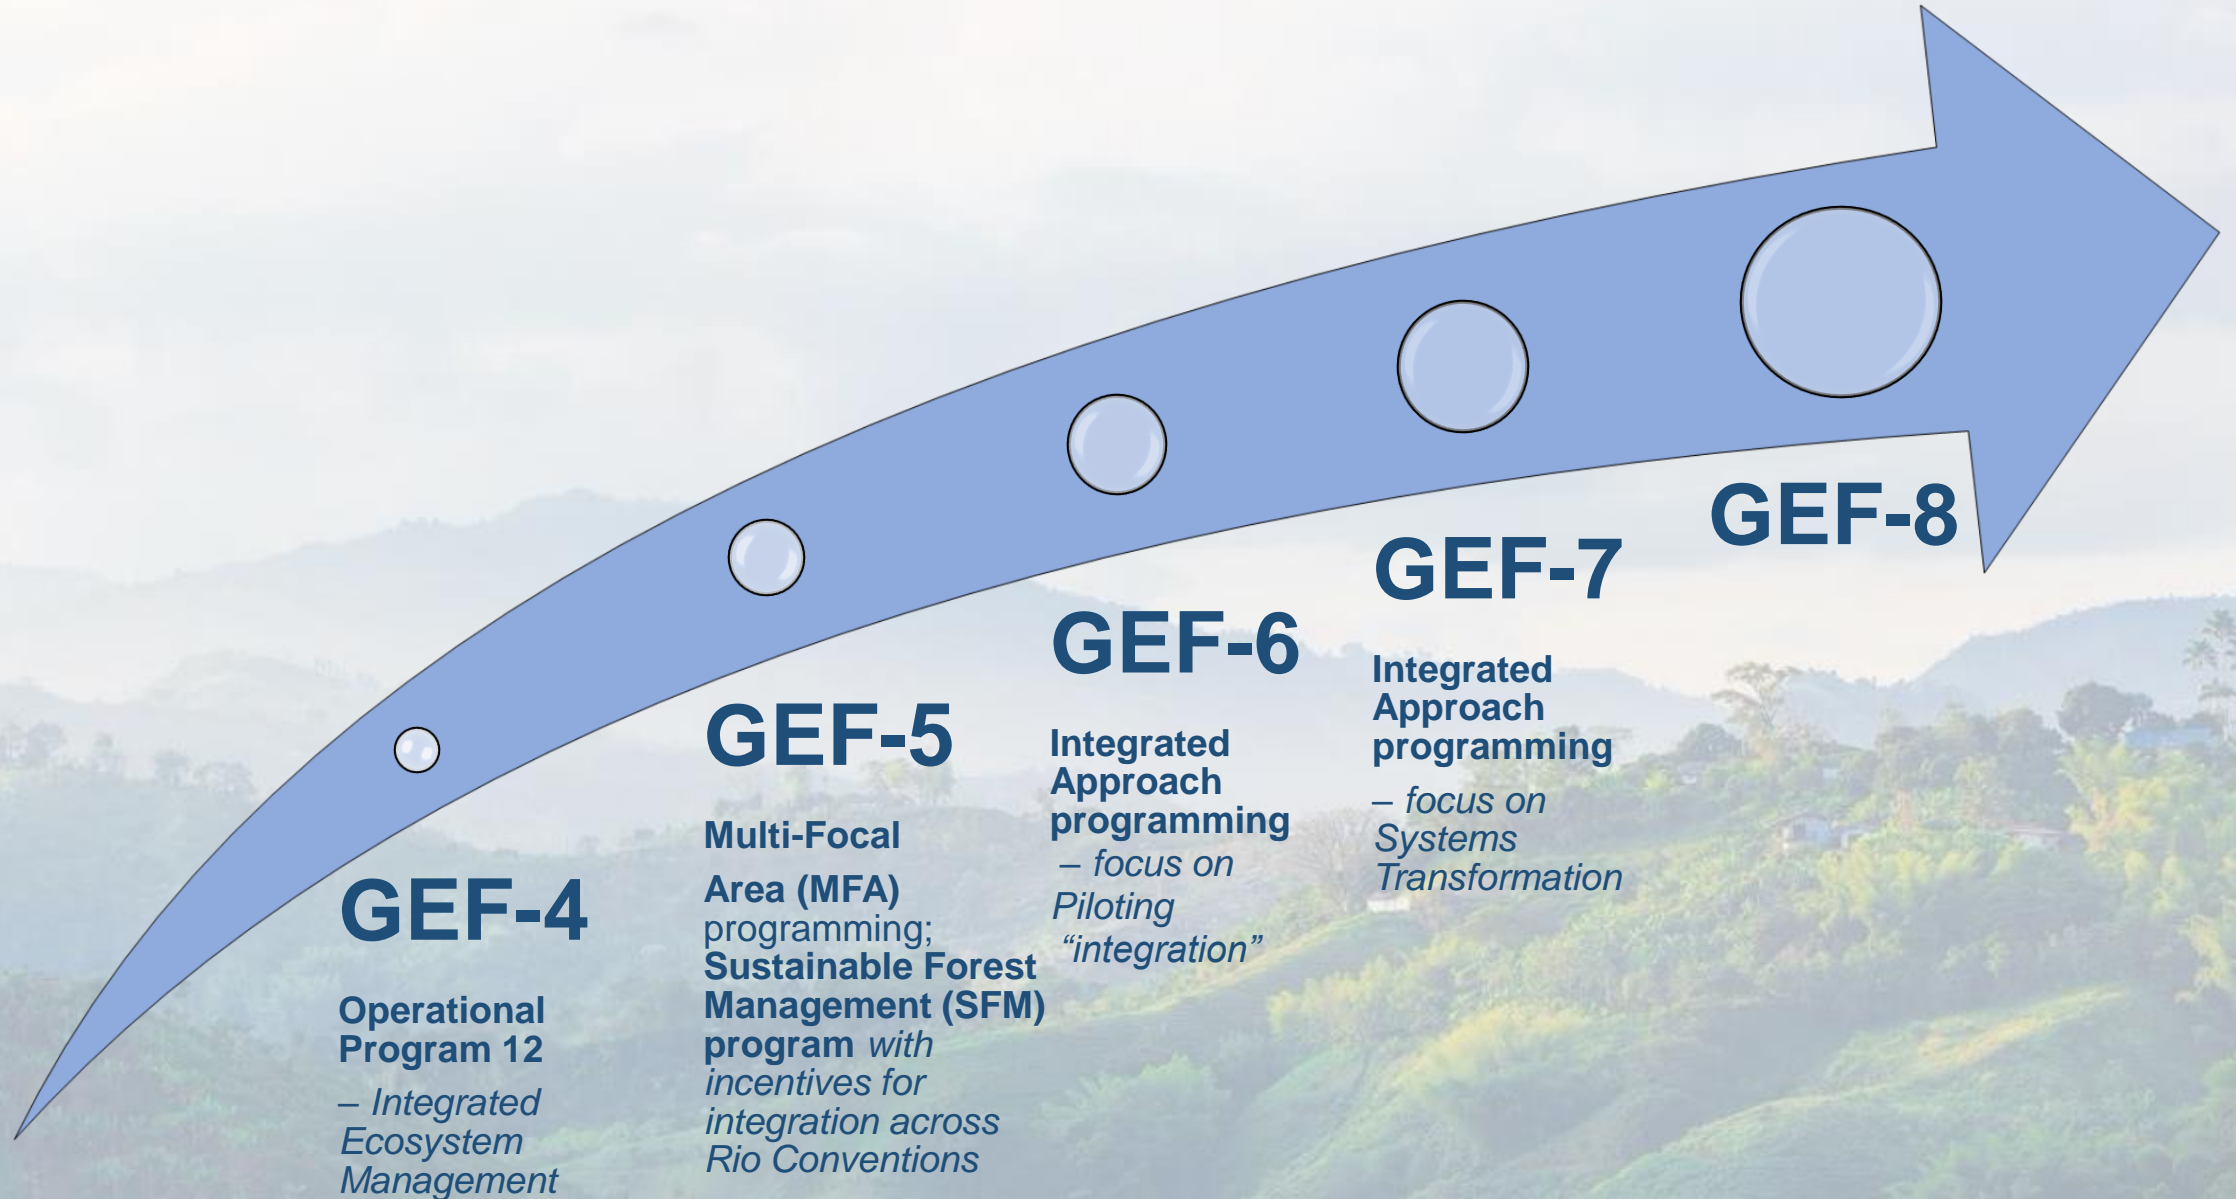 GEF-4
Operational
Program 12
– Integrated
Ecosystem
Management
GEF-5
Multi-Focal
Area (MFA)
programming;
Sustainable Forest
Management (SFM)
program with
incentives for
integration across
Rio Conventions
GEF-6
Integrated
Approach
programming
– focus on
Piloting
“integration”
GEF-7
Integrated
Approach
programming
– focus on
Systems
Transformation
GEF-8